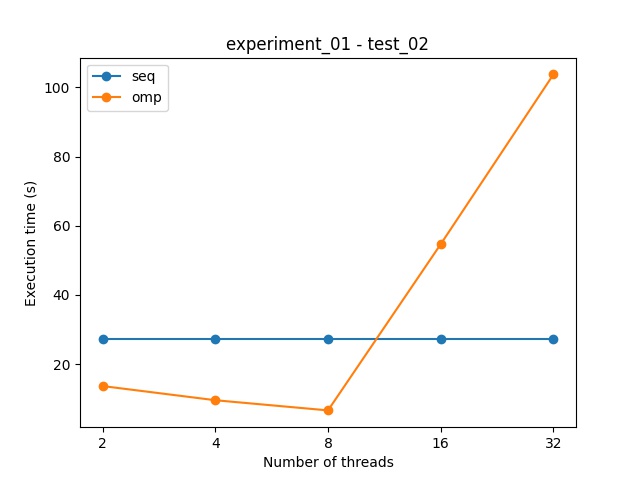 experiment_01 - test_02
seq
omp
Execution time (s)
100
80
60
40
20
2 4 8 16 32
Number of threads